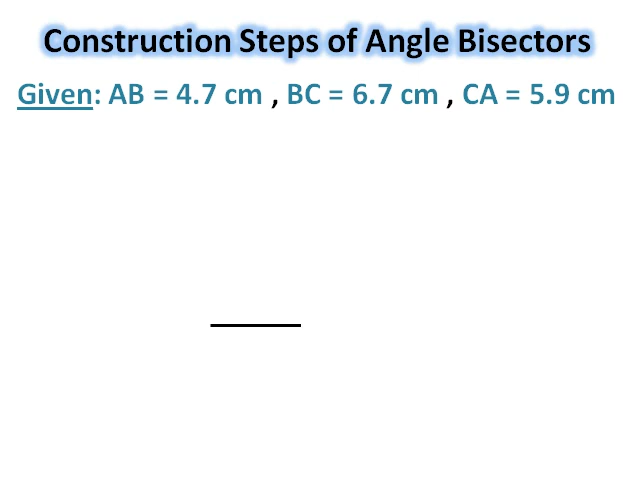 Construction Steps of Angle Bisectors
Given: AB = 4.7 cm , BC = 6.7 cm , CA = 5.9 cm